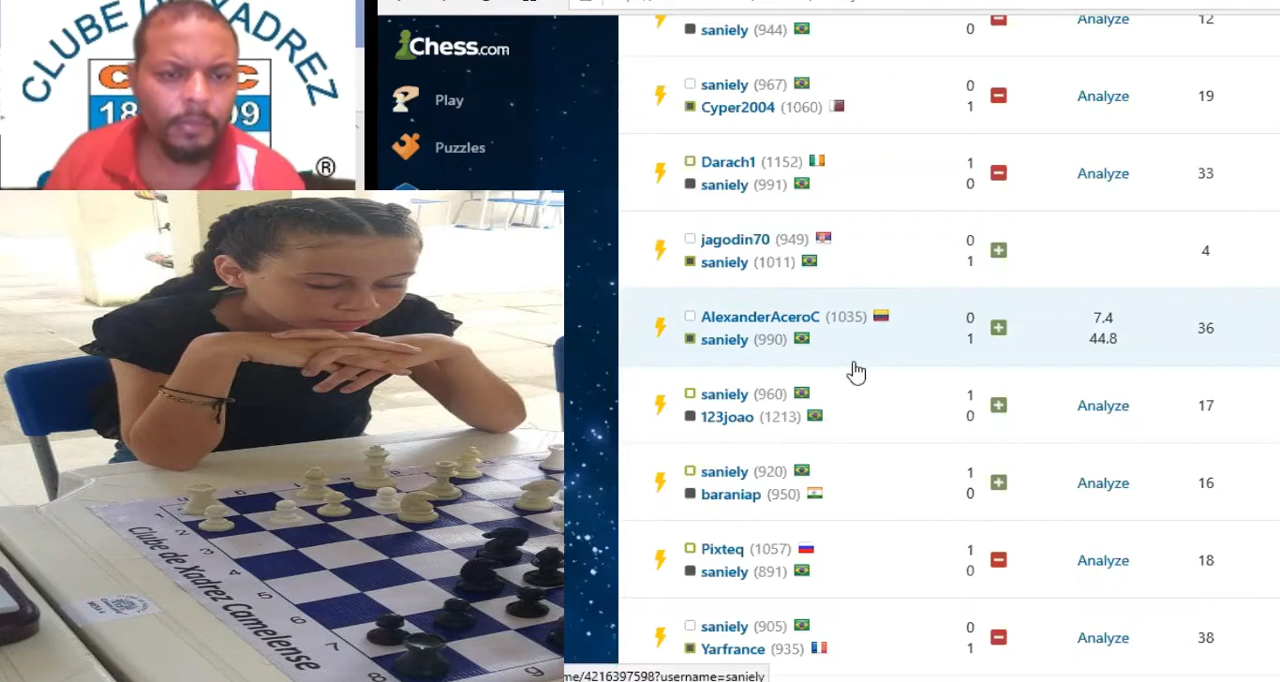 CLUBE DE XADREZ
®
Clube de Xadrez Camelense
Chess.com
Play
Puzzles
saniely (944)
0
Analyze
12
saniely (967)
0
Cyper2004 (1060)
1
Analyze
19
Darach1 (1152)
1
saniely (991)
0
Analyze
33
jagodin70 (949)
0
saniely (1011)
1
4
AlexanderAceroC (1035)
0
saniely (990)
1
7.4
44.8
36
saniely (960)
1
123joao (1213)
0
Analyze
17
saniely (920)
1
baraniap (950)
0
Analyze
16
Pixteq (1057)
1
saniely (891)
0
Analyze
18
saniely (905)
0
Yarfrance (935)
1
Analyze
38
me/4216397598?username=saniely